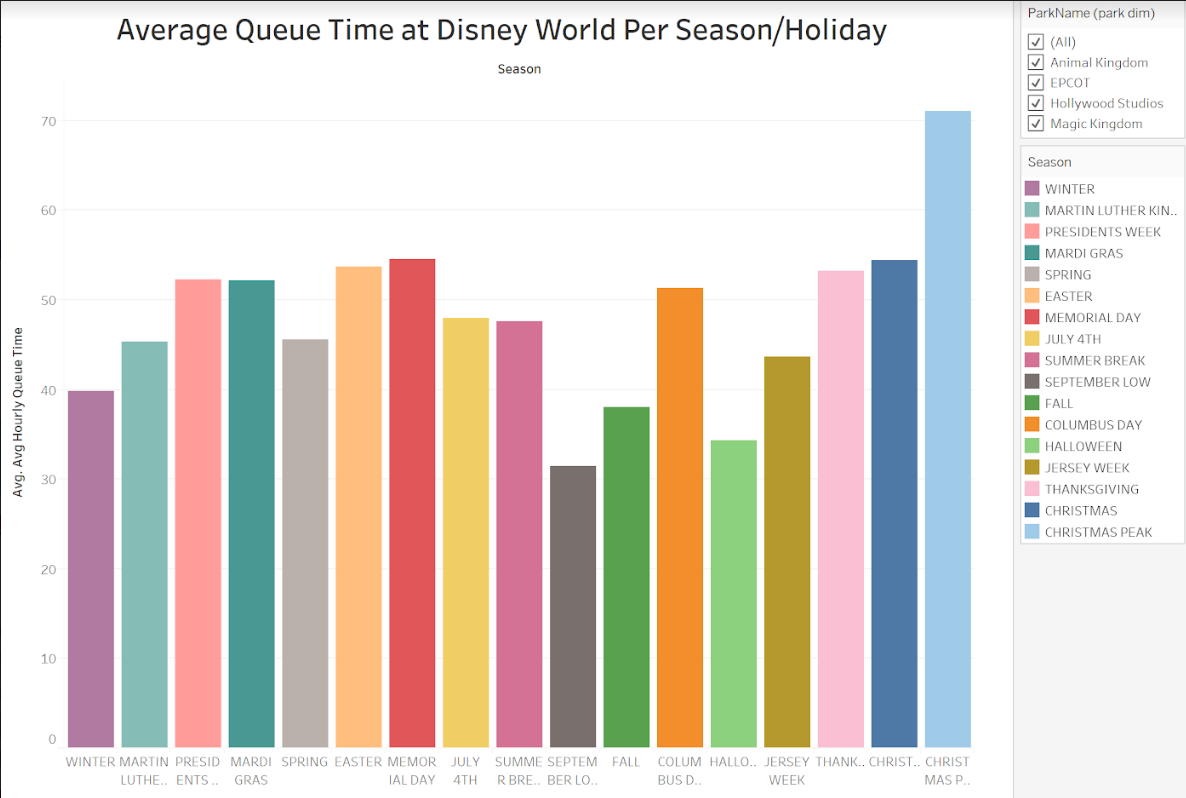 Average Queue Time at Disney World Per Season/Holiday
Season
Avg. Avg Hourly Queue Time
70
60
50
40
30
20
10
0
WINTER
MARTIN
LUTHE..
PRESID
ENTS ..
MARDI
GRAS
SPRING
EASTER
MEMOR
IAL DAY
JULY
4TH
SUMME
R BRE..
SEPTEM
BER LO..
FALL
COLUM
BUS D..
HALLO..
JERSEY
WEEK
THANK..
CHRIST..
CHRIST
MAS P..
ParkName (park dim)
(All)
Animal Kingdom
EPCOT
Hollywood Studios
Magic Kingdom
Season
WINTER
MARTIN LUTHER KIN..
PRESIDENTS WEEK
MARDI GRAS
SPRING
EASTER
MEMORIAL DAY
JULY 4TH
SUMMER BREAK
SEPTEMBER LOW
FALL
COLUMBUS DAY
HALLOWEEN
JERSEY WEEK
THANKSGIVING
CHRISTMAS
CHRISTMAS PEAK